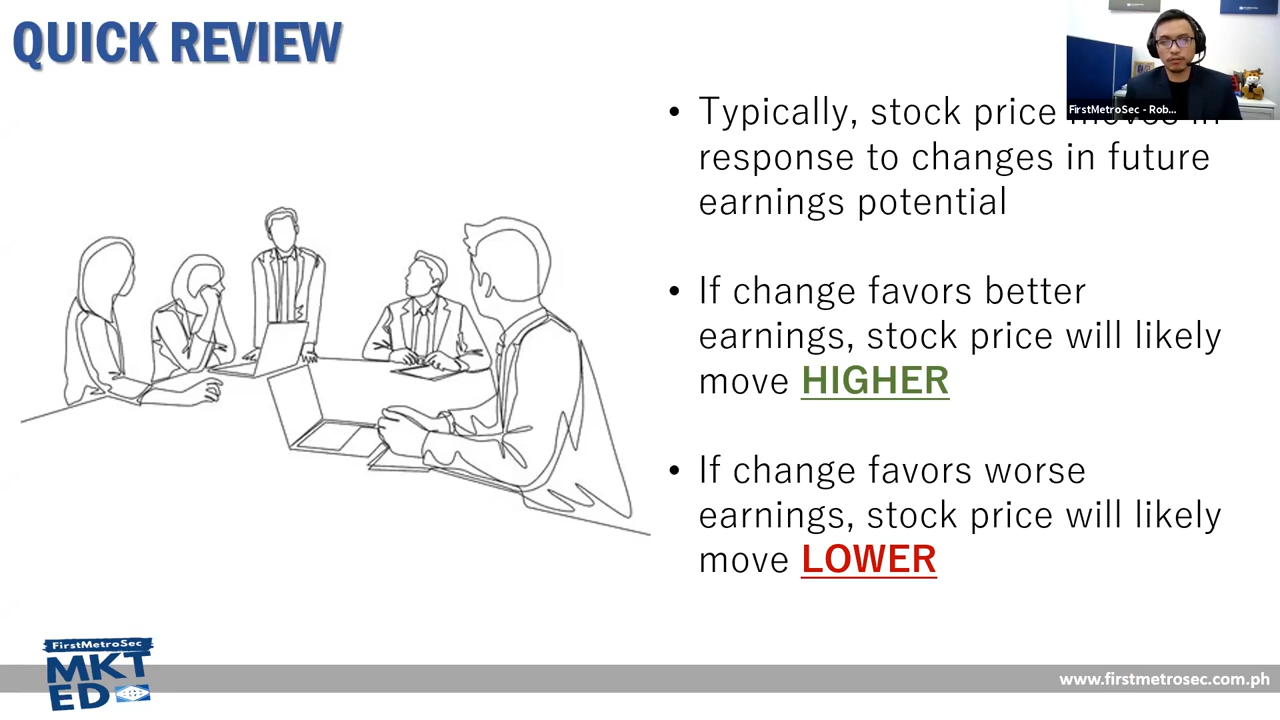 QUICK REVIEW
FirstMetroSec - Rob...
• Typically, stock price moves in
response to changes in future
earnings potential
• If change favors better
earnings, stock price will likely
move HIGHER
• If change favors worse
earnings, stock price will likely
move LOWER
FirstMetroSec
MKT
ED
www.firstmetrosec.com.ph